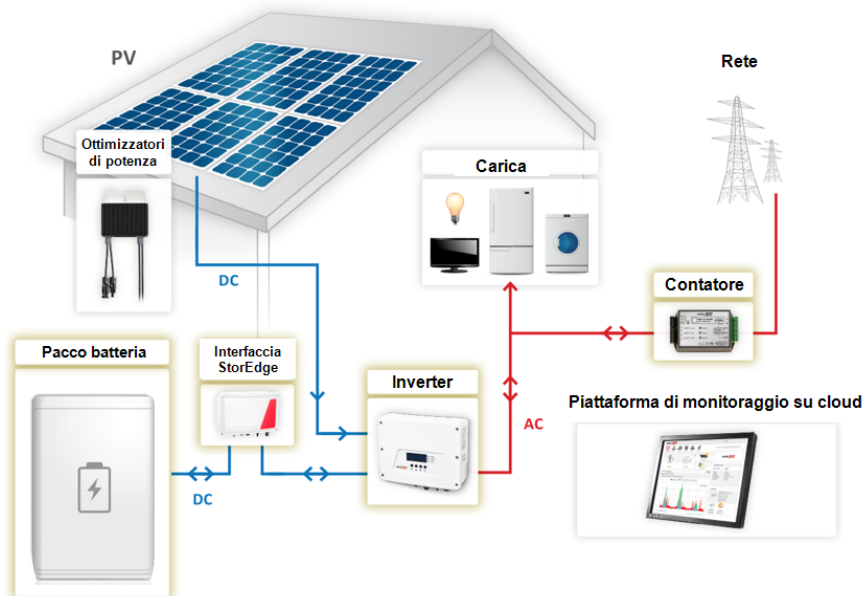 PV
Rete
Ottimizzatori
di potenza
Carica
DC
Contatore
Pacco batteria
Interfaccia
StorEdge
Inverter
Piattaforma di monitoraggio su cloud
AC
DC